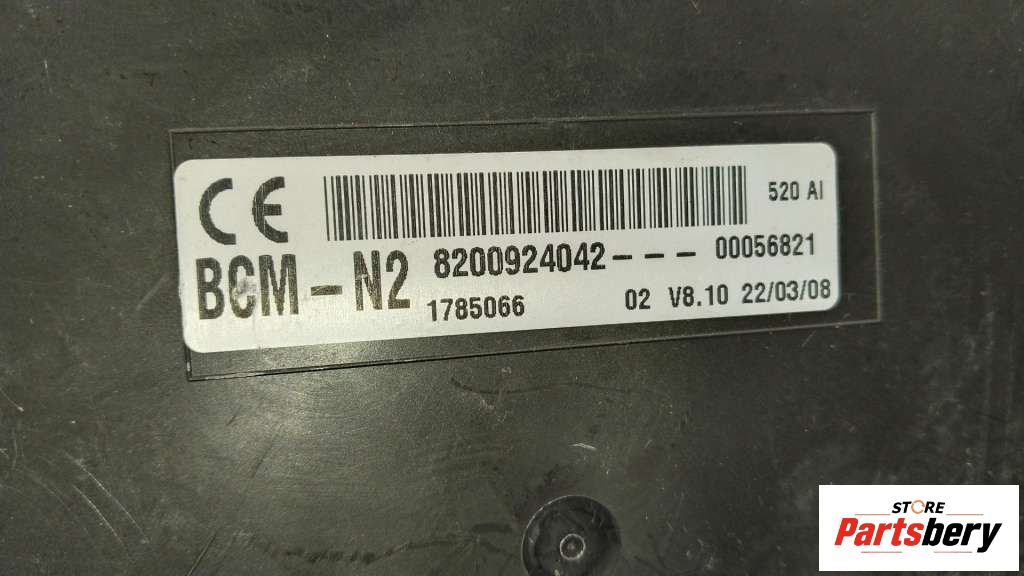 CE
520 AI
BCM-N2
8200924042--- 00056821
1785066
02 V8.10 22/03/08
STORE
Partsbery